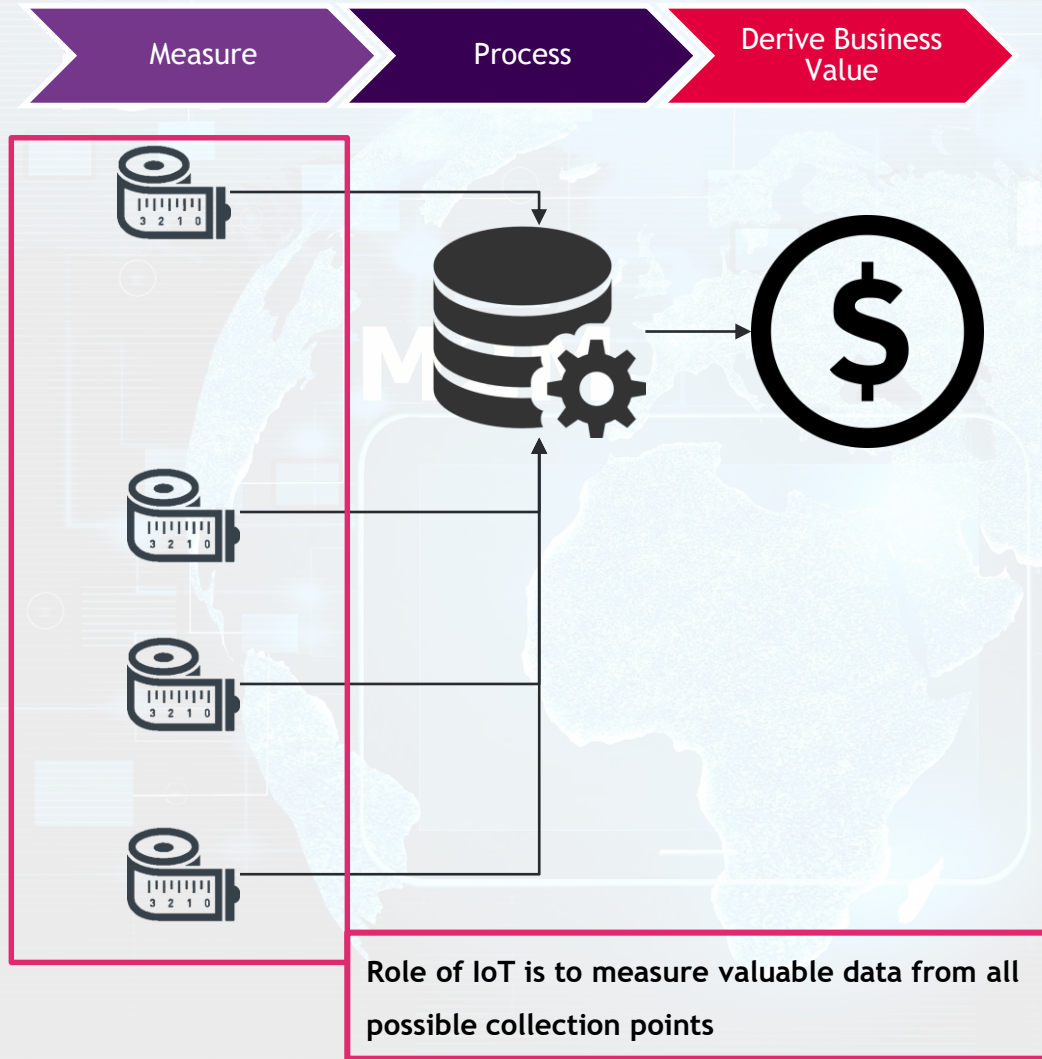 Measure
Process
Derive Business
Value
3 2 1 0
M M
3 2 1 0
3 2 1 0
3 2 1 0
Role of IoT is to measure valuable data from all
possible collection points